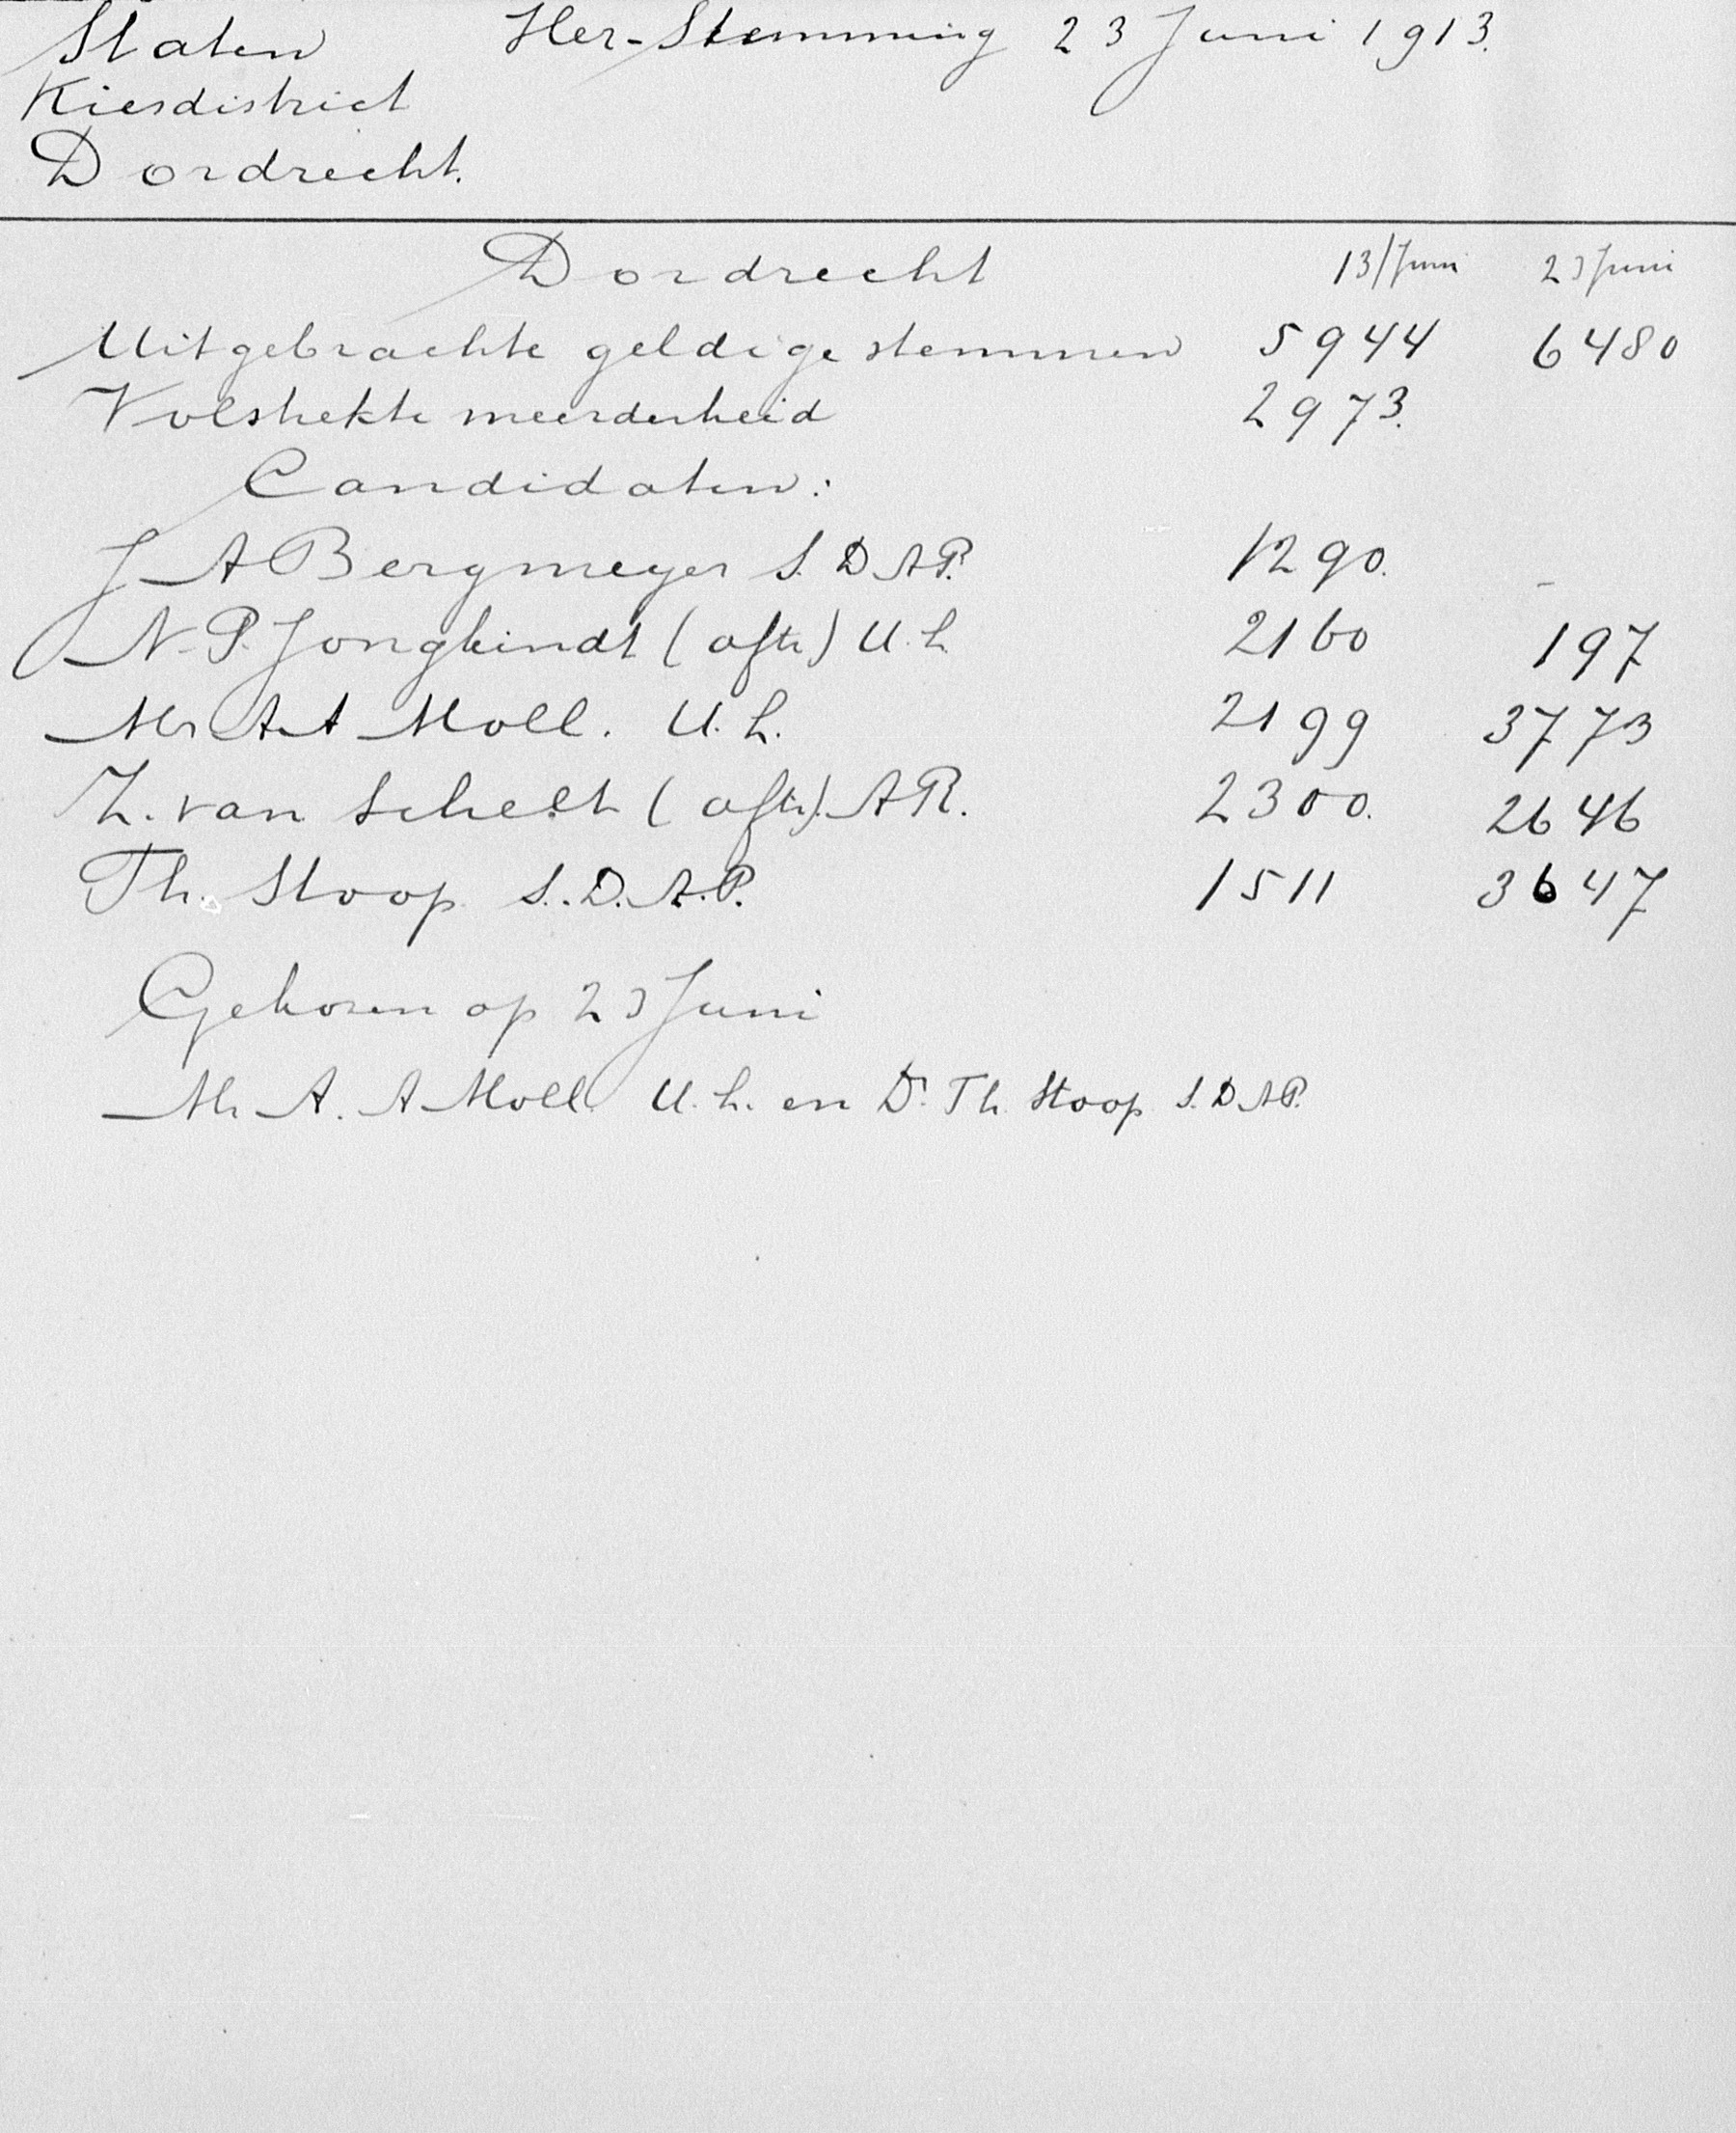 Staten Her-Stemming 23 Juni 1913.
Kiesdistrict
Dordrecht.
Dordrecht 13/Juni 23 Juni
Uitgebrachte geldige stemmen 5944 6480
Volstrekte meerderheid 2973.
Candidaten:
J A Bergmeyer S. D A P. 1290. -
N. P. Jongkindt (aftr) U. L. 2160 197
Mr A A Moll. U. L. 2199 3773
Z. van Schelt (aftr). A R. 2300. 2646
Th. Stoop S. D. A. P. 1511 3647
Gekozen op 23 Juni
Mr A. A Moll U. L. en Dr. Th. Stoop S. D A P.